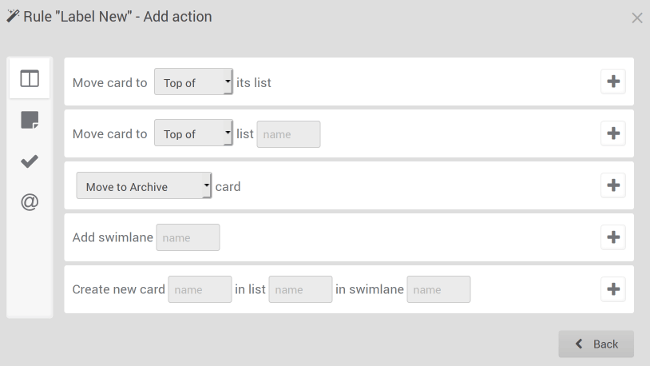 Rule "Label New" - Add action
Move card to Top of its list
Move card to Top of list name
Move to Archive card
Add swimlane name
Create new card name in list name in swimlane name
Back